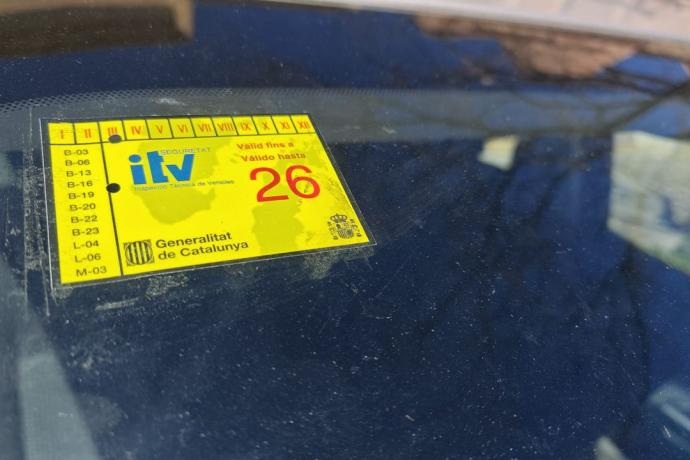 I II III IV V VI VII VIII IX X XI XII
B-03
B-06
B-13
B-16
B-19
B-20
B-22
B-23
L-04
L-06
M-03
SEGURETAT
itv
Inspecció Tècnica de Vehicles
Vàlid fins a
Válido hasta
26
Generalitat
de Catalunya